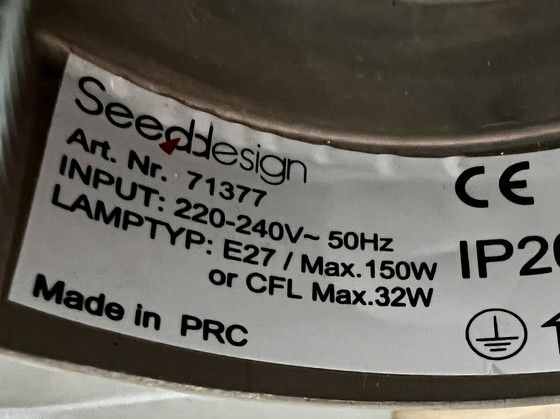 Seeddesign
Art. Nr. 71377
INPUT: 220-240V~ 50Hz
LAMPTYP: E27 / Max.150W
or CFL Max.32W
Made in PRC
CE